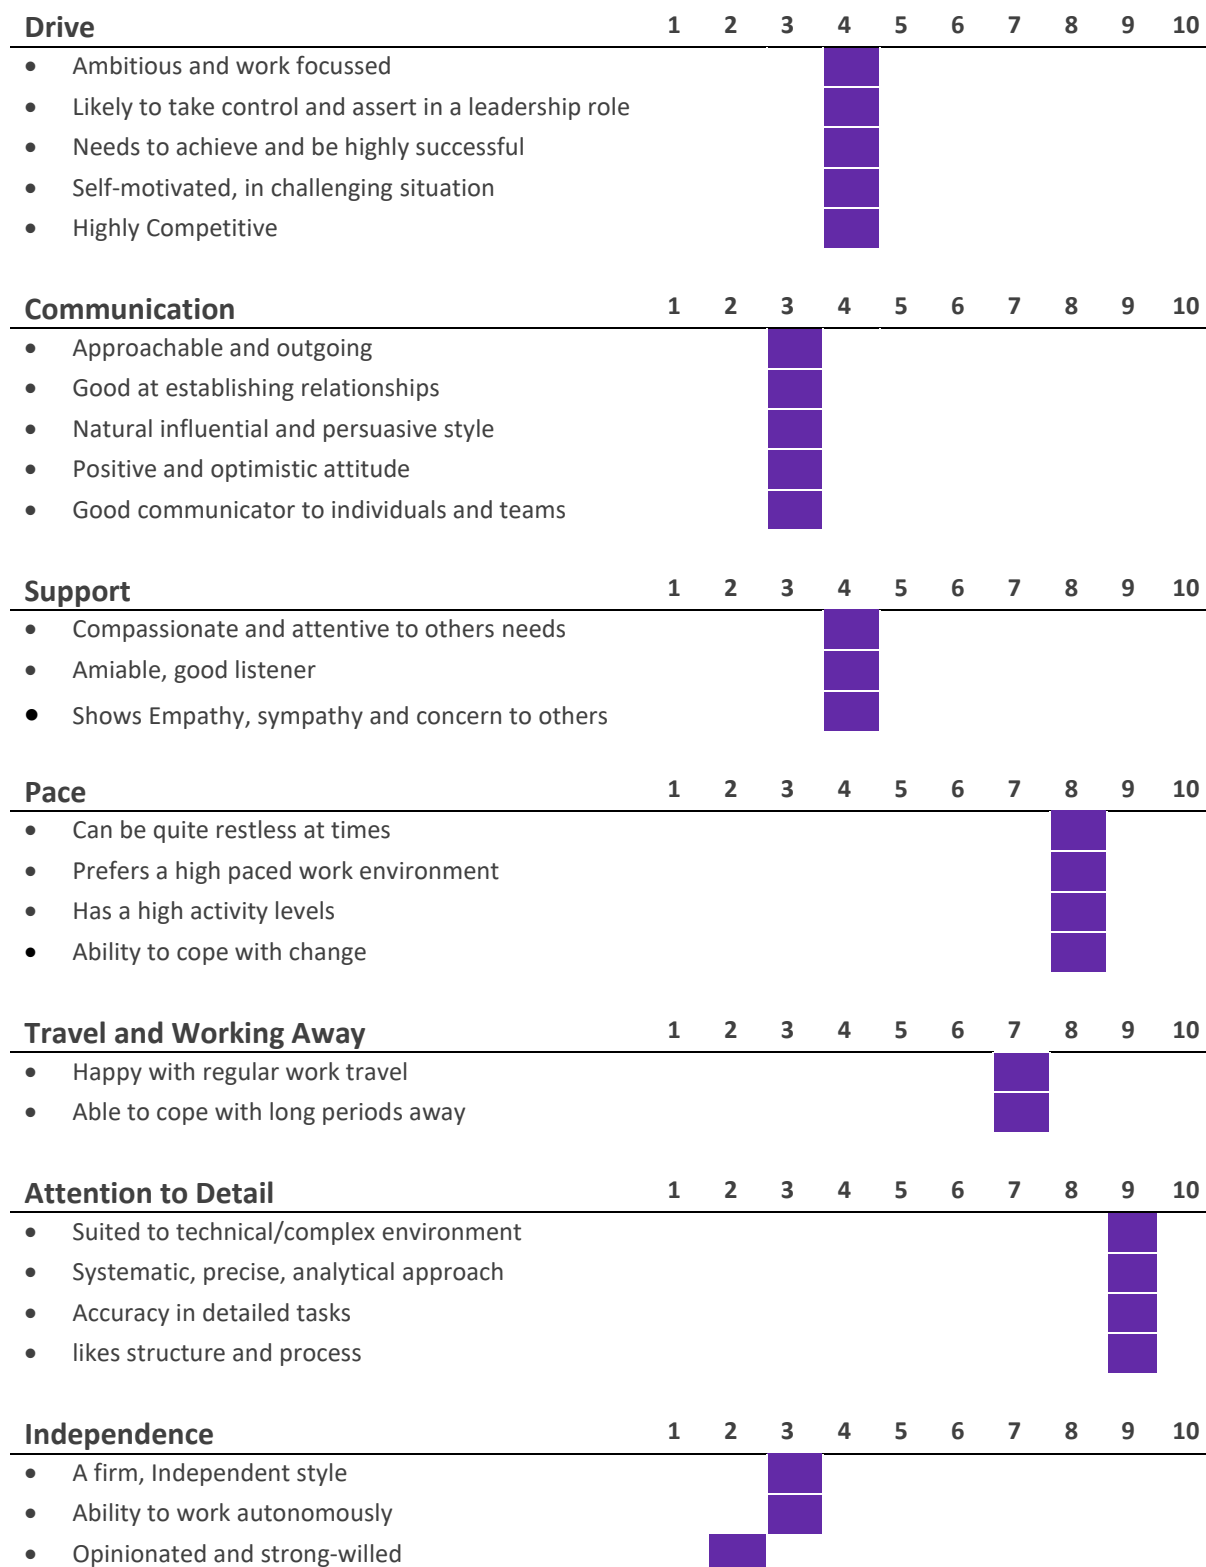 Drive 1 2 3 4 5 6 7 8 9 10
• Ambitious and work focussed
• Likely to take control and assert in a leadership role
• Needs to achieve and be highly successful
• Self-motivated, in challenging situation
• Highly Competitive
Communication 1 2 3 4 5 6 7 8 9 10
• Approachable and outgoing
• Good at establishing relationships
• Natural influential and persuasive style
• Positive and optimistic attitude
• Good communicator to individuals and teams
Support 1 2 3 4 5 6 7 8 9 10
• Compassionate and attentive to others needs
• Amiable, good listener
• Shows Empathy, sympathy and concern to others
Pace 1 2 3 4 5 6 7 8 9 10
• Can be quite restless at times
• Prefers a high paced work environment
• Has a high activity levels
• Ability to cope with change
Travel and Working Away 1 2 3 4 5 6 7 8 9 10
• Happy with regular work travel
• Able to cope with long periods away
Attention to Detail 1 2 3 4 5 6 7 8 9 10
• Suited to technical/complex environment
• Systematic, precise, analytical approach
• Accuracy in detailed tasks
• likes structure and process
Independence 1 2 3 4 5 6 7 8 9 10
• A firm, Independent style
• Ability to work autonomously
• Opinionated and strong-willed